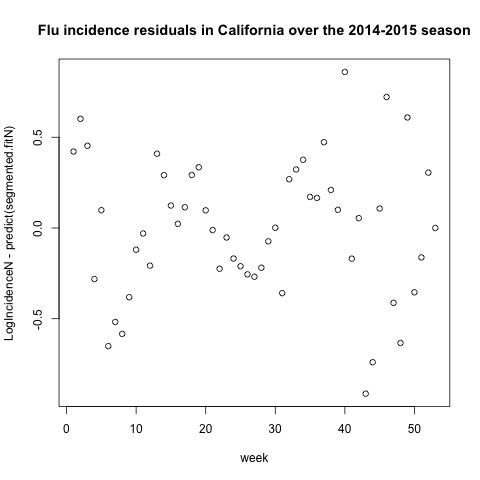 Flu incidence residuals in California over the 2014-2015 season
LogIncidenceN - predict(segmented.fitN)
0.5
0.0
-0.5
0 10 20 30 40 50
week